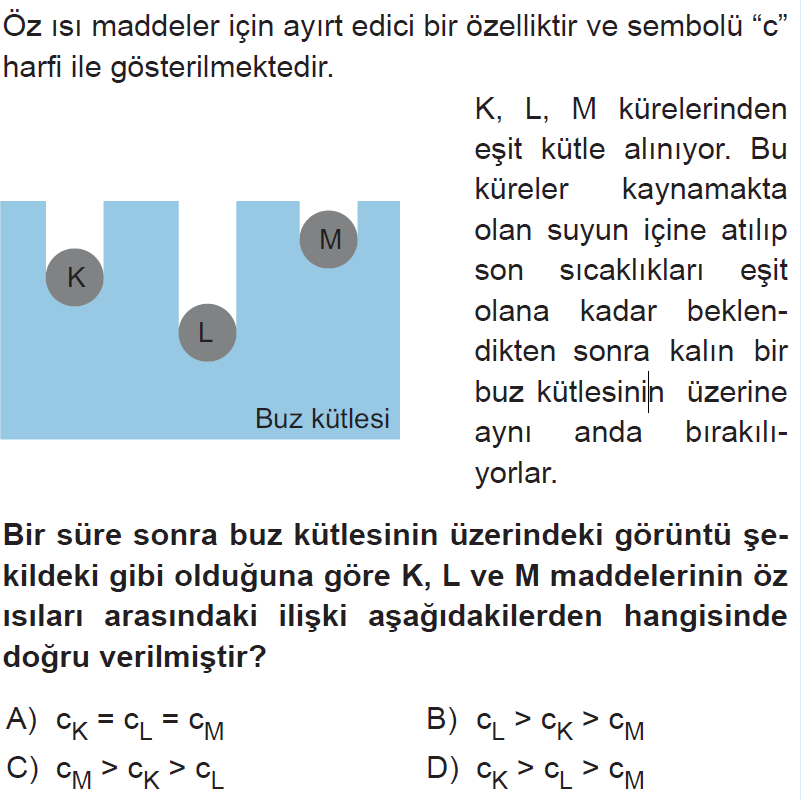 Öz ısı maddeler için ayırt edici bir özelliktir ve sembolü “c”
harfi ile gösterilmektedir.
K, L, M kürelerinden
eşit kütle alınıyor. Bu
küreler kaynamakta
olan suyun içine atılıp
son sıcaklıkları eşit
olana kadar beklen-
dikten sonra kalın bir
buz kütlesinin üzerine
aynı anda bırakılı-
yorlar.
K
L
M
Buz kütlesi
Bir süre sonra buz kütlesinin üzerindeki görüntü şe-
kildeki gibi olduğuna göre K, L ve M maddelerinin öz
ısıları arasındaki ilişki aşağıdakilerden hangisinde
doğru verilmiştir?
A) cK = cL = cM
B) cL > cK > cM
C) cM > cK > cL
D) cK > cL > cM